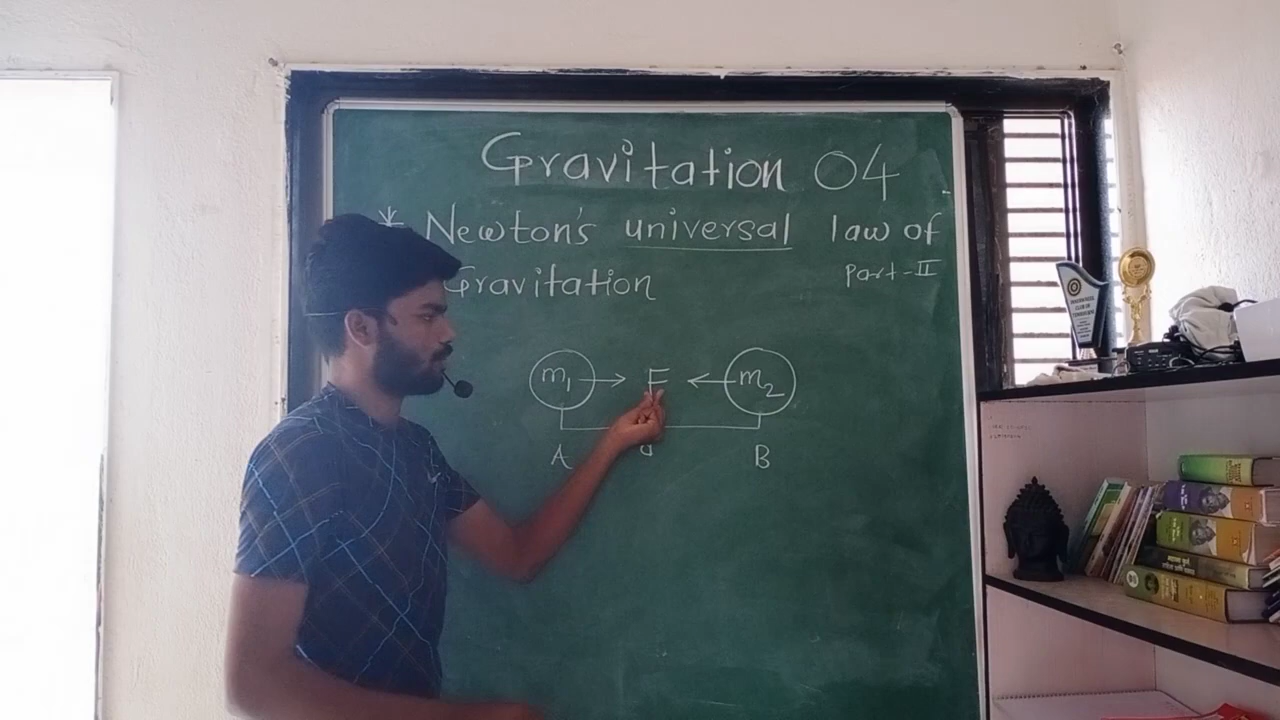 Gravitation 04
* Newton's universal law of
Gravitation
Part-II
m₁ → F ← m₂
A d B